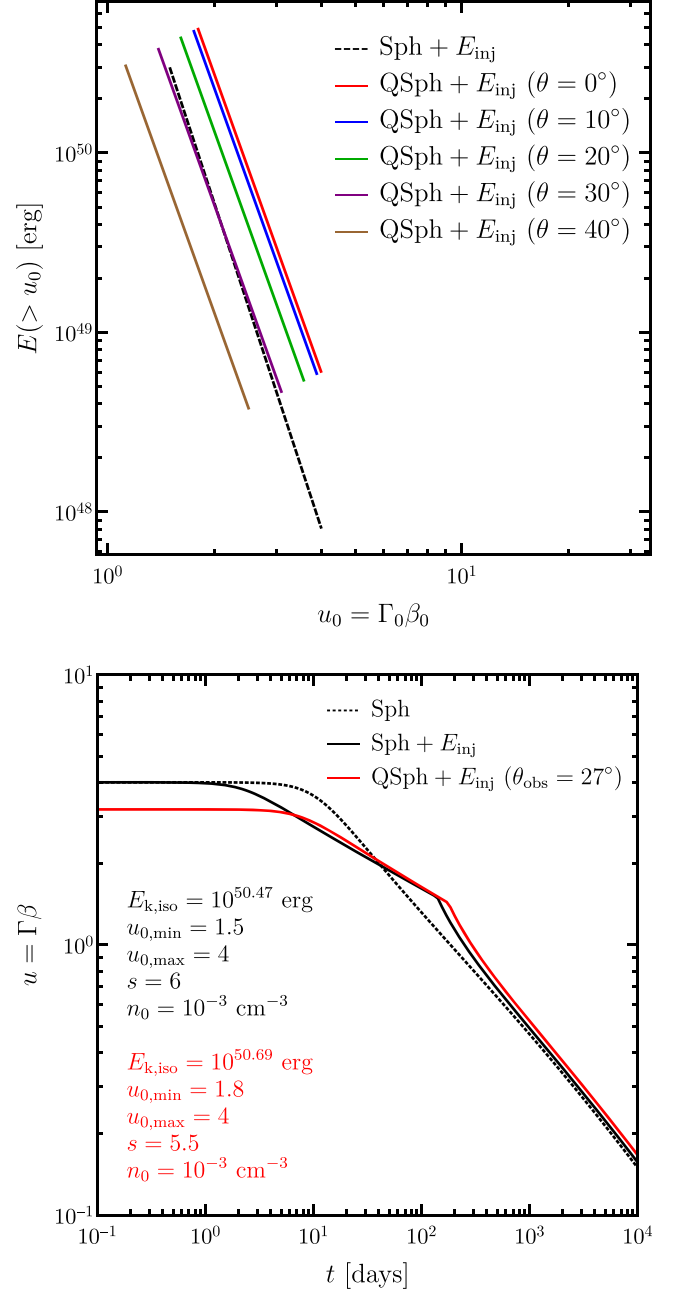 Sph + E_inj
QSph + E_inj (θ = 0°)
QSph + E_inj (θ = 10°)
QSph + E_inj (θ = 20°)
QSph + E_inj (θ = 30°)
QSph + E_inj (θ = 40°)
10^50
10^49
10^48
E(> u_0) [erg]
10^0
10^1
u_0 = Γ_0β_0
10^1
10^0
10^−1
u = Γβ
Sph
Sph + E_inj
QSph + E_inj (θ_obs = 27°)
E_k,iso = 10^50.47 erg
u_0,min = 1.5
u_0,max = 4
s = 6
n_0 = 10^−3 cm^−3
E_k,iso = 10^50.69 erg
u_0,min = 1.8
u_0,max = 4
s = 5.5
n_0 = 10^−3 cm^−3
10^−1
10^0
10^1
10^2
10^3
10^4
t [days]